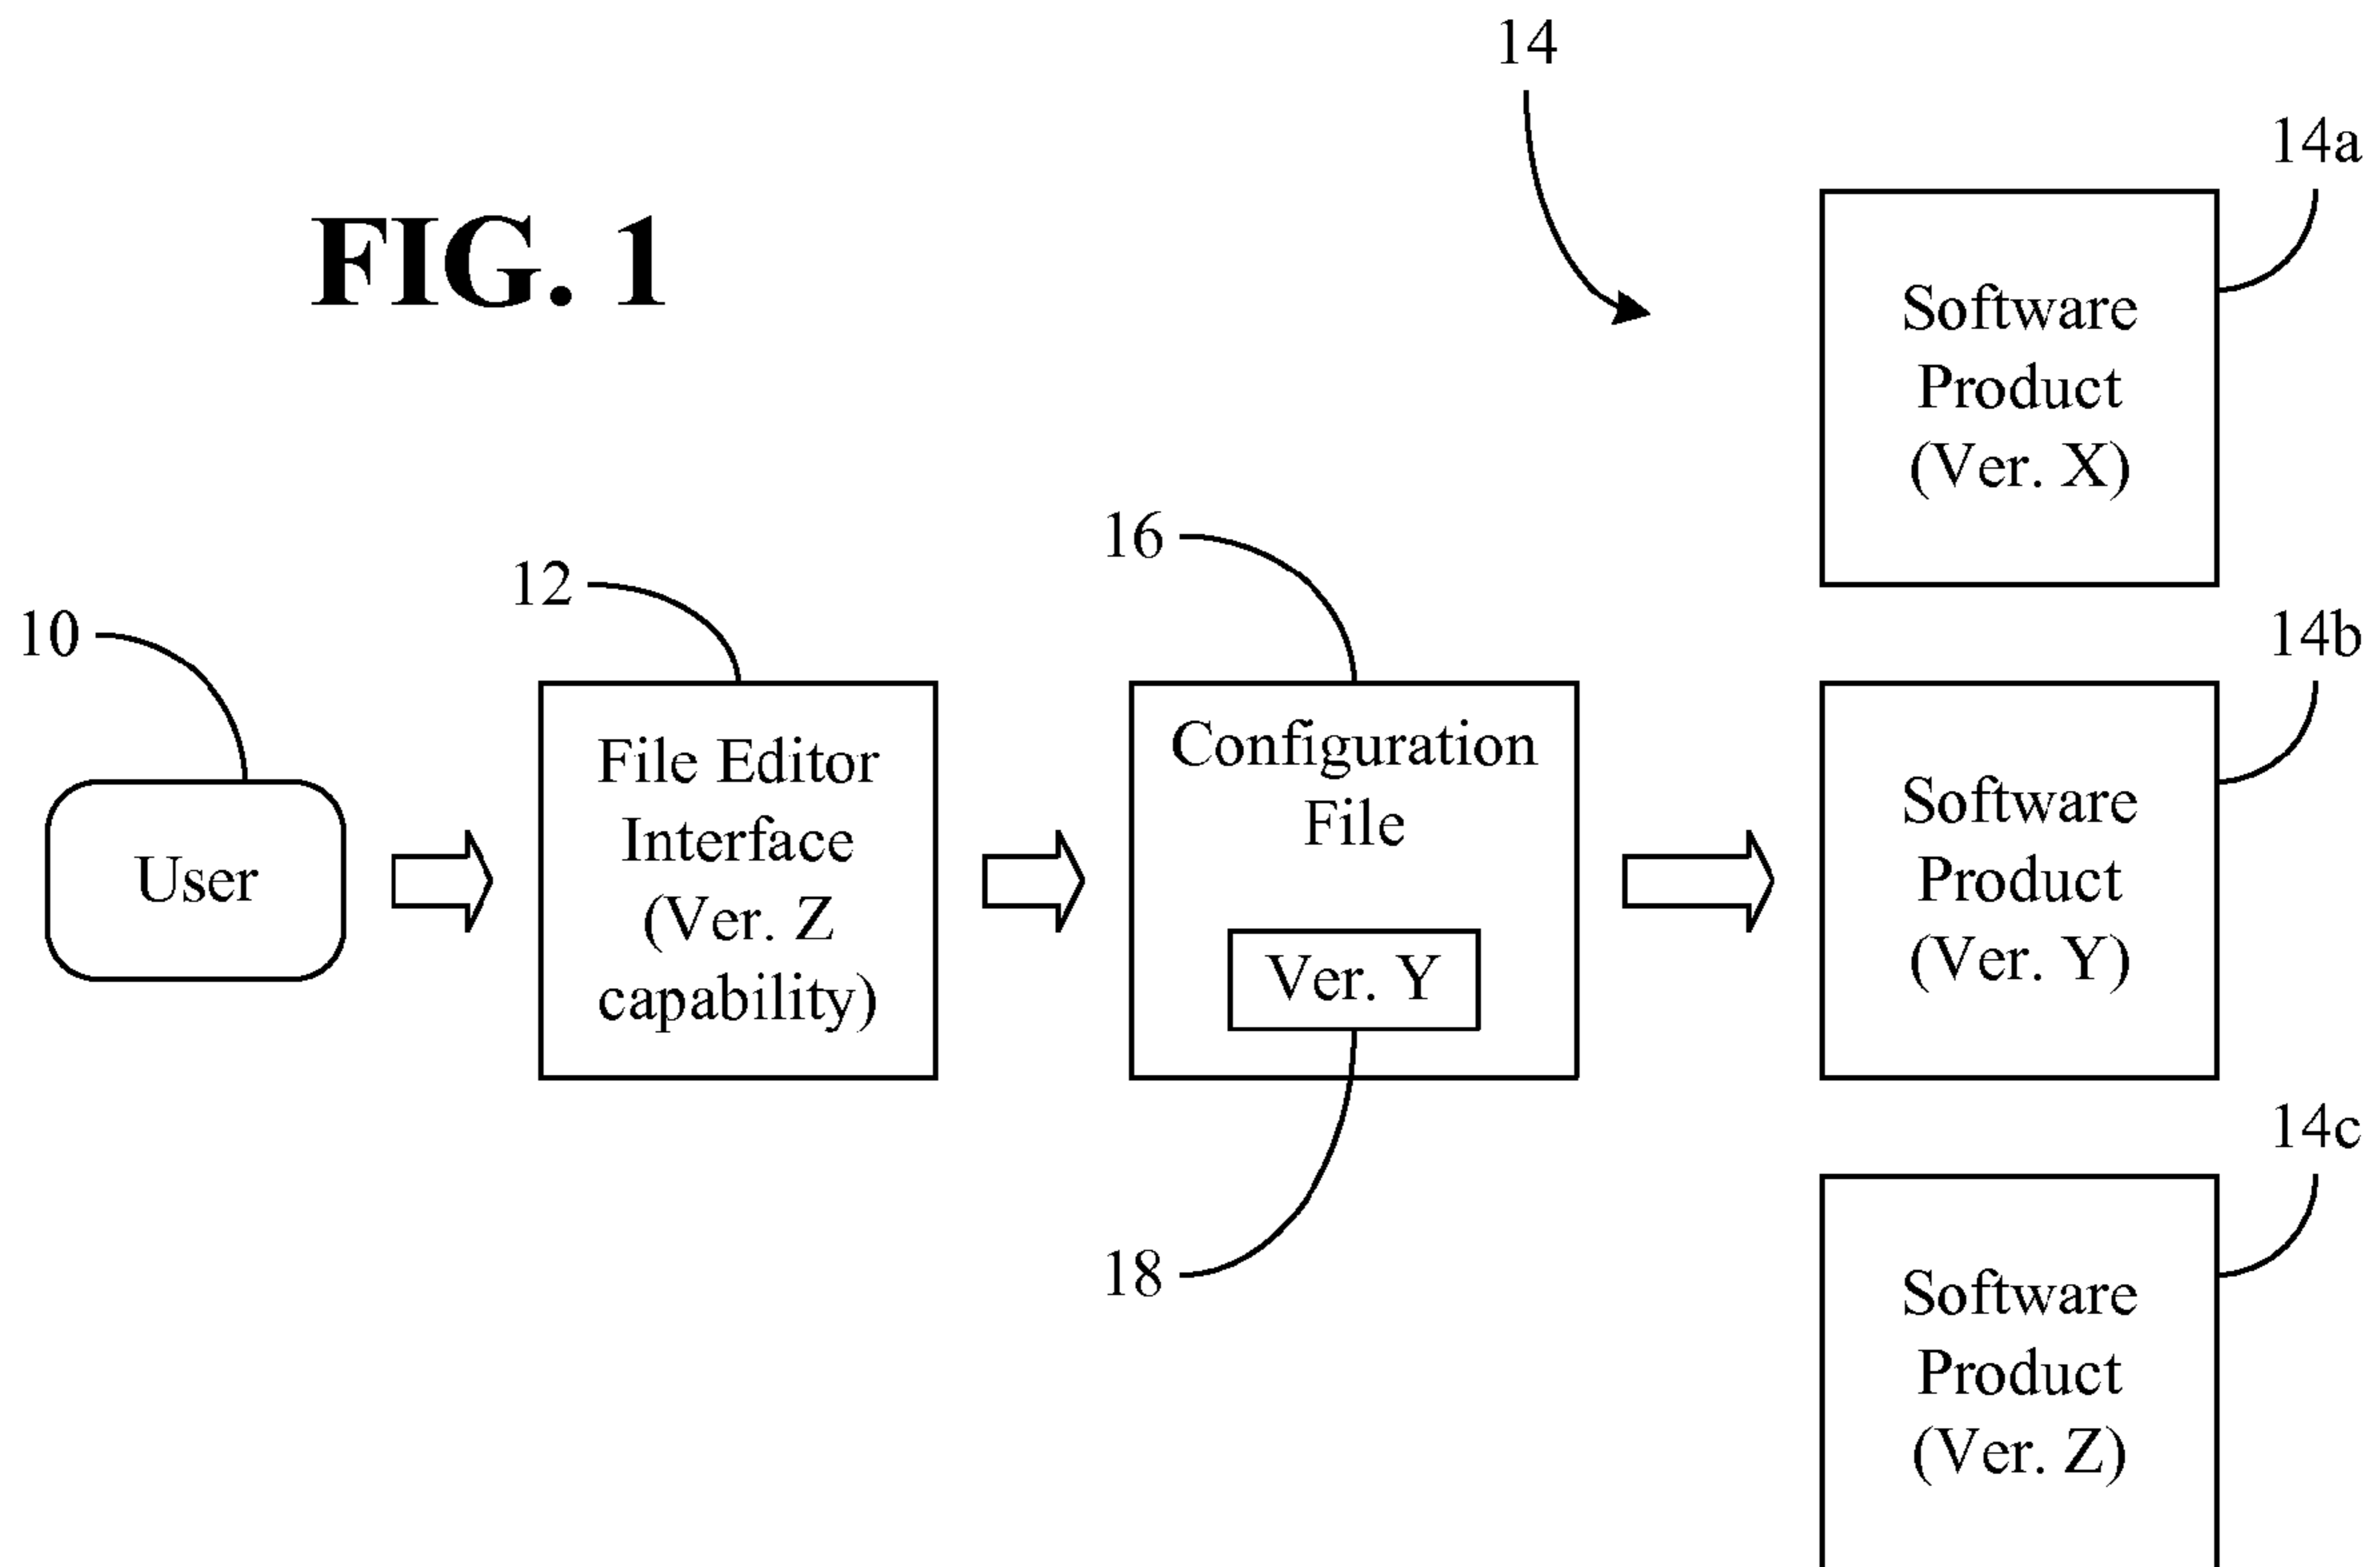 FIG. 1
14
14a
Software
Product
(Ver. X)
16
12
10
14b
User
File Editor
Interface
(Ver. Z
capability)
Configuration
File
Ver. Y
Software
Product
(Ver. Y)
18
14c
Software
Product
(Ver. Z)